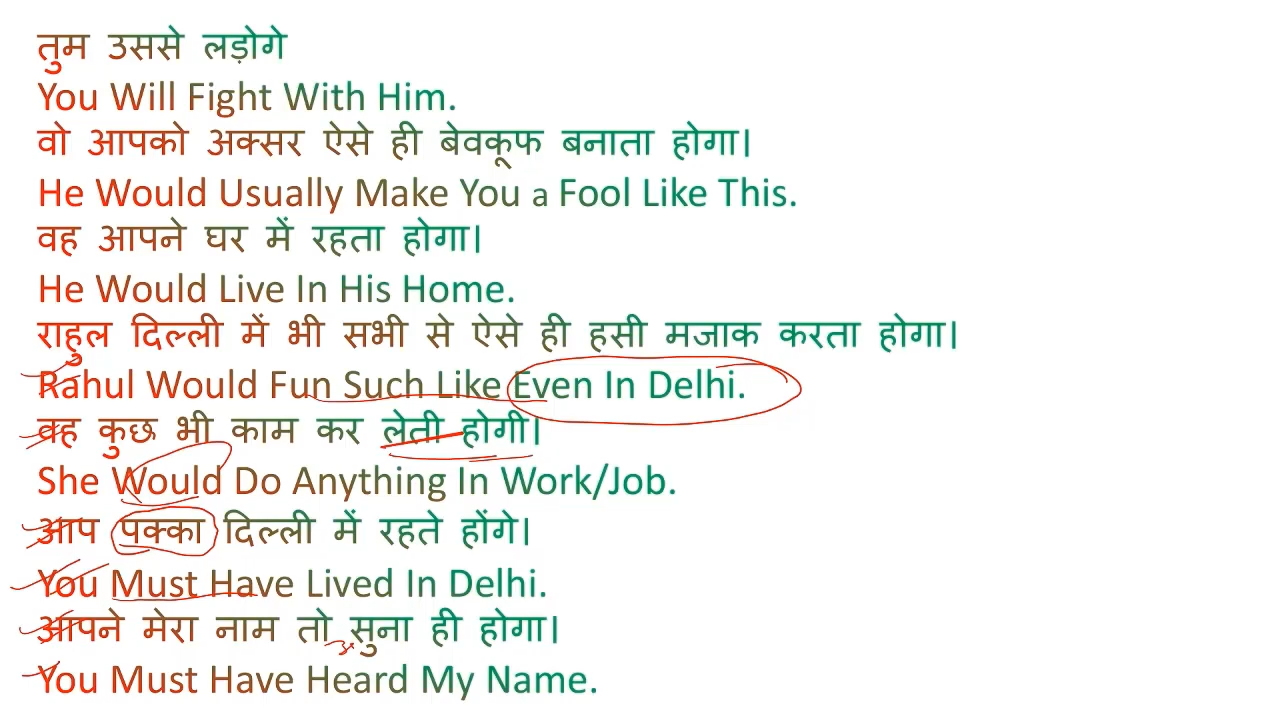 तुम उससे लड़ोगे
You Will Fight With Him.
वो आपको अक्सर ऐसे ही बेवकूफ बनाता होगा|
He Would Usually Make You a Fool Like This.
वह आपने घर में रहता होगा|
He Would Live In His Home.
राहुल दिल्ली में भी सभी से ऐसे ही हसी मजाक करता होगा|
Rahul Would Fun Such Like Even In Delhi.
वह कुछ भी काम कर लेती होगी|
She Would Do Anything In Work/Job.
आप पक्का दिल्ली में रहते होंगे|
You Must Have Lived In Delhi.
आपने मेरा नाम तो सुना ही होगा|
You Must Have Heard My Name.